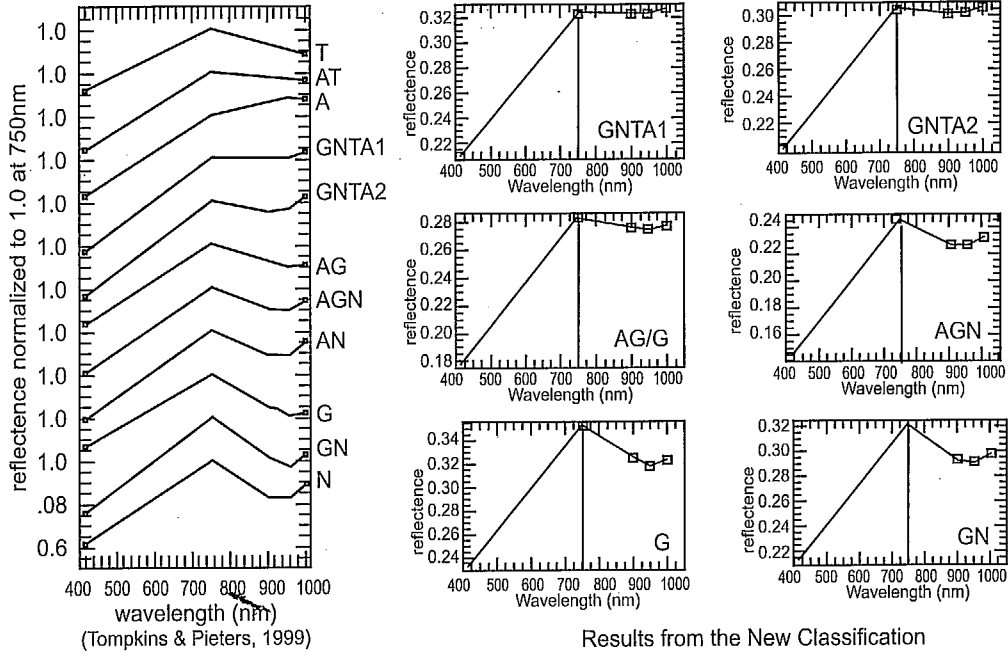 reflectence normalized to 1.0 at 750nm
1.0
1.0
1.0
1.0
1.0
1.0
1.0
1.0
1.0
1.0
1.0
.08
0.6
T
AT
A
GNTA1
GNTA2
AG
AGN
AN
G
GN
N
400 500 600 700 800 900 1000
wavelength (nm)
(Tompkins & Pieters, 1999)
reflectence
0.32
0.30
0.28
0.26
0.24
0.22
GNTA1
400 500 600 700 800 900 1000
Wavelength (nm)
reflectence
0.30
0.28
0.26
0.24
0.22
GNTA2
400 500 600 700 800 900 1000
Wavelength (nm)
reflectence
0.28
0.26
0.24
0.22
0.20
0.18
AG/G
400 500 600 700 800 900 1000
Wavelength (nm)
reflectence
0.24
0.22
0.20
0.18
0.16
AGN
400 500 600 700 800 900 1000
Wavelength (nm)
reflectence
0.34
0.32
0.30
0.28
0.26
0.24
G
400 500 600 700 800 900 1000
Wavelength (nm)
reflectence
0.32
0.30
0.28
0.26
0.24
0.22
GN
400 500 600 700 800 900 1000
Wavelength (nm)
Results from the New Classification